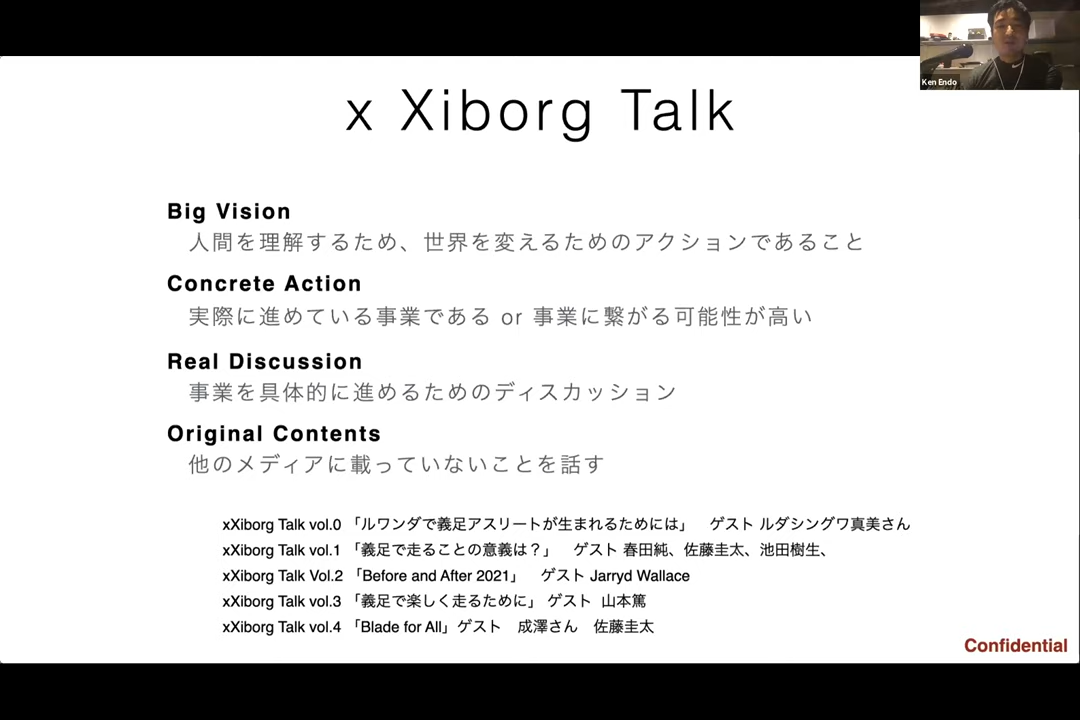 Ken Endo
x Xiborg Talk
Big Vision
人間を理解するため、世界を変えるためのアクションであること
Concrete Action
実際に進めている事業である or 事業に繋がる可能性が高い
Real Discussion
事業を具体的に進めるためのディスカッション
Original Contents
他のメディアに載っていないことを話す
xXiborg Talk vol.0 「ルワンダで義足アスリートが生まれるためには」 ゲスト ルダシングワ真美さん
xXiborg Talk vol.1 「義足で走ることの意義は？」 ゲスト 春田純、佐藤圭太、池田樹生、
xXiborg Talk Vol.2 「Before and After 2021」 ゲスト Jarryd Wallace
xXiborg Talk vol.3 「義足で楽しく走るために」 ゲスト 山本篤
xXiborg Talk vol.4 「Blade for All」ゲスト 成澤さん 佐藤圭太
Confidential